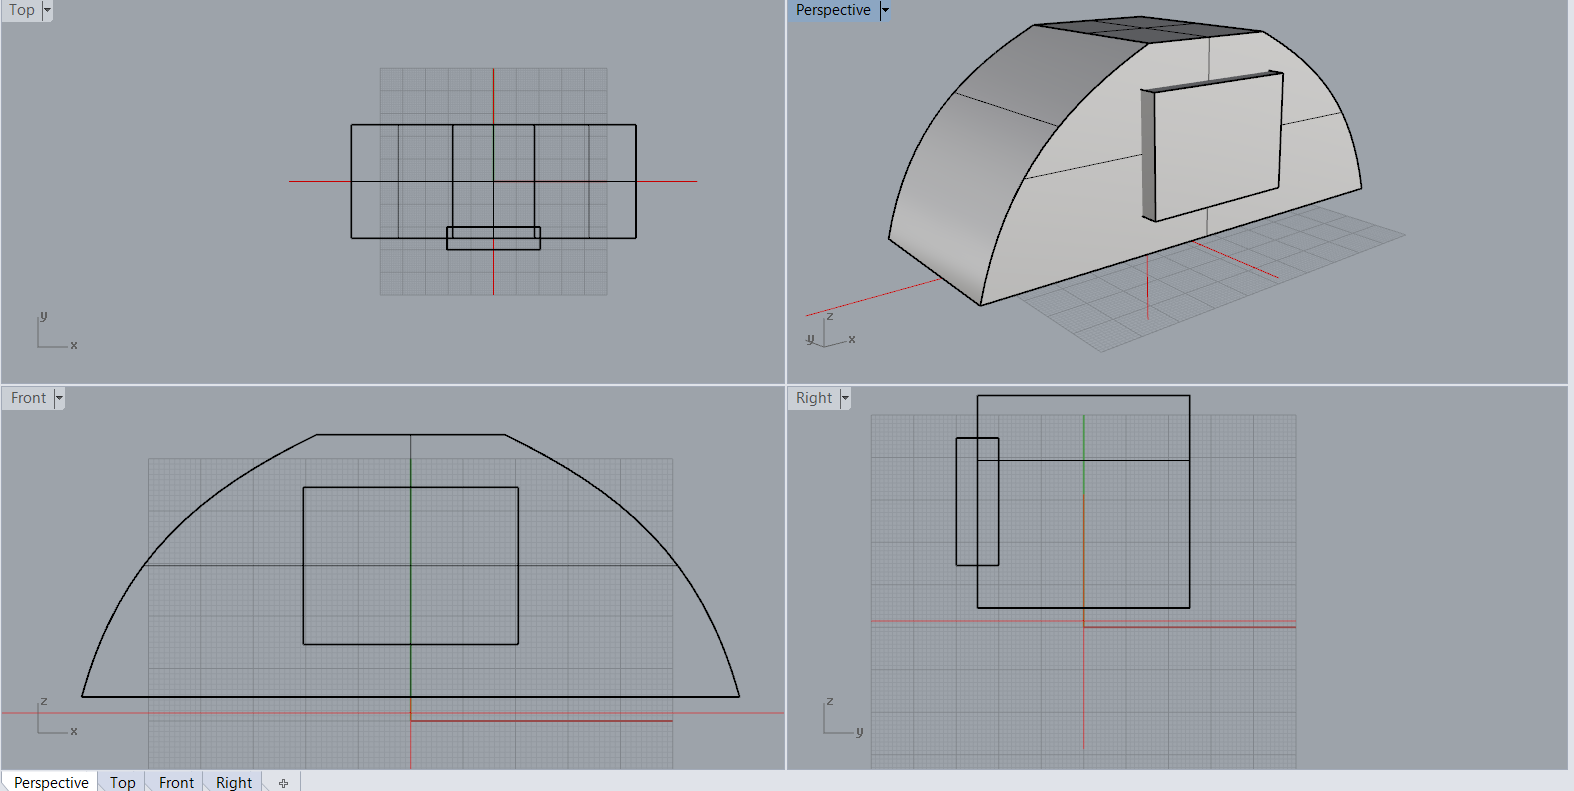 Top
Perspective
y
x
z
y
x
Front
Right
z
x
z
y
Perspective Top Front Right